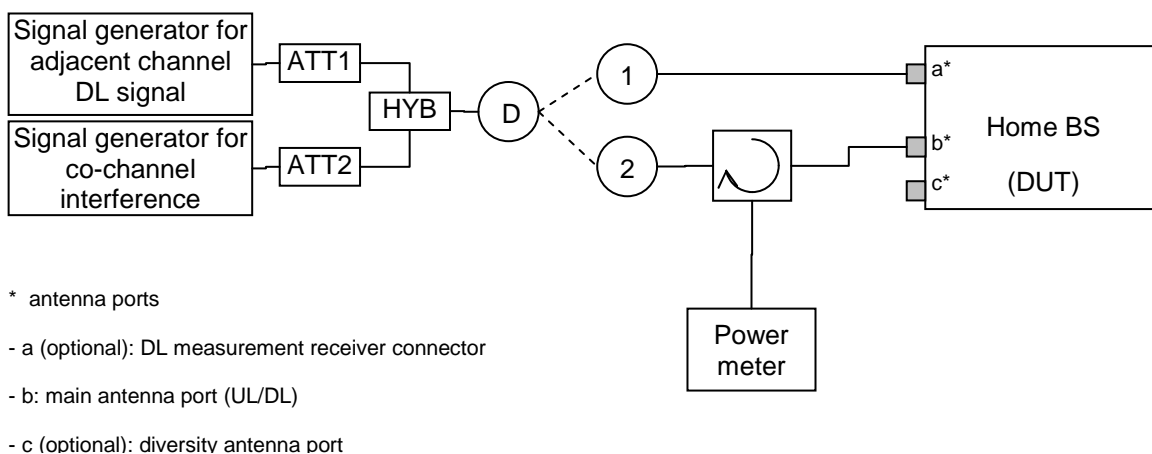 Signal generator for
adjacent channel
DL signal
ATT1
Signal generator for
co-channel
interference
ATT2
HYB
D
1
2
a*
b*
c*
Home BS
(DUT)
Power
meter
* antenna ports
- a (optional): DL measurement receiver connector
- b: main antenna port (UL/DL)
- c (optional): diversity antenna port